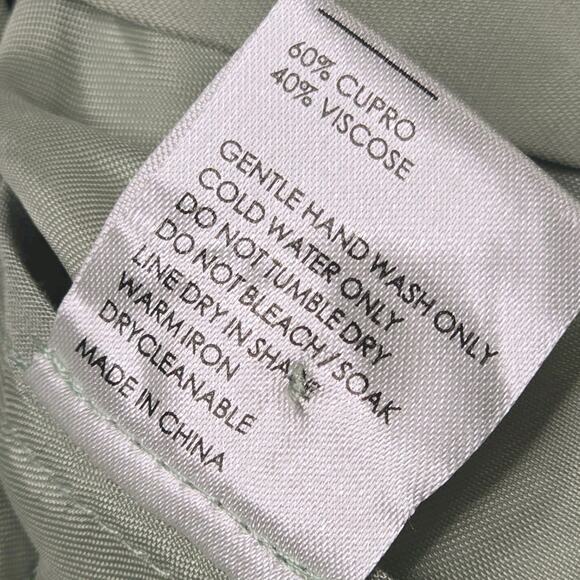 60% CUPRO
40% VISCOSE
GENTLE HAND WASH ONLY
COLD WATER ONLY
DO NOT TUMBLE DRY
DO NOT BLEACH/SOAK
LINE DRY IN SHADE
WARM IRON
DRYCLEANABLE
MADE IN CHINA